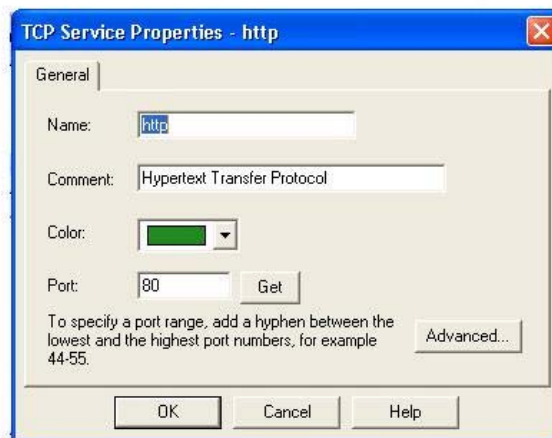 TCP Service Properties - http
General
Name: http
Comment: Hypertext Transfer Protocol
Color:
Port: 80 Get
To specify a port range, add a hyphen between the
lowest and the highest port numbers, for example
44-55.
Advanced...
OK Cancel Help